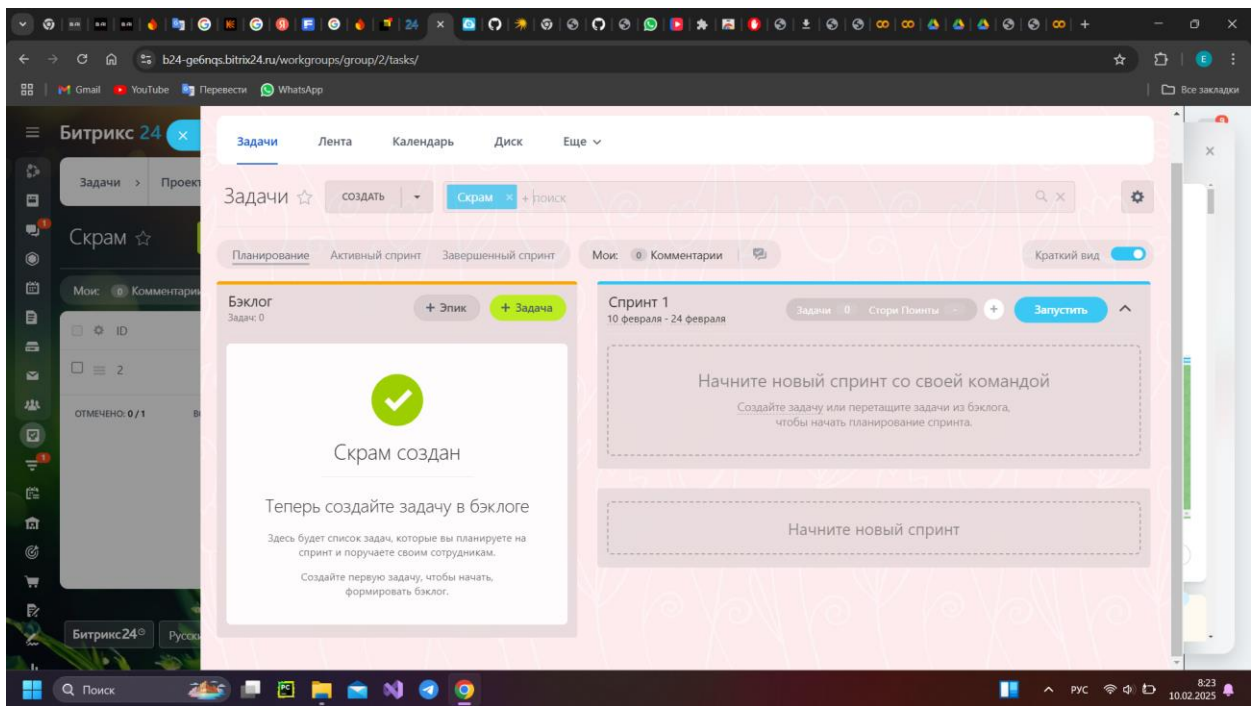 24
b24-ge6nqs.bitrix24.ru/workgroups/group/2/tasks/
E
Gmail
YouTube
Перевести
WhatsApp
Все закладки
Битрикс 24
Задачи
Лента
Календарь
Диск
Еще
Задачи > Проек
Задачи
СОЗДАТЬ
Скрам × + поиск
Скрам
Планирование
Активный спринт
Завершенный спринт
Мои: 0 Комментарии
Краткий вид
Мои: 0 Комментарии
ID
2
ОТМЕЧЕНО: 0 / 1
Бэклог
Задач: 0
+ Эпик
+ Задача
Спринт 1
10 февраля - 24 февраля
Задачи 0 Стори Поинты -
+
Запустить
Скрам создан
Теперь создайте задачу в бэклоге
Здесь будет список задач, которые вы планируете на
спринт и поручаете своим сотрудникам.
Создайте первую задачу, чтобы начать,
формировать бэклог.
Начните новый спринт со своей командой
Создайте задачу или перетащите задачи из бэклога,
чтобы начать планирование спринта.
Начните новый спринт
Битрикс24
Поиск
РУС
8:23
10.02.2025